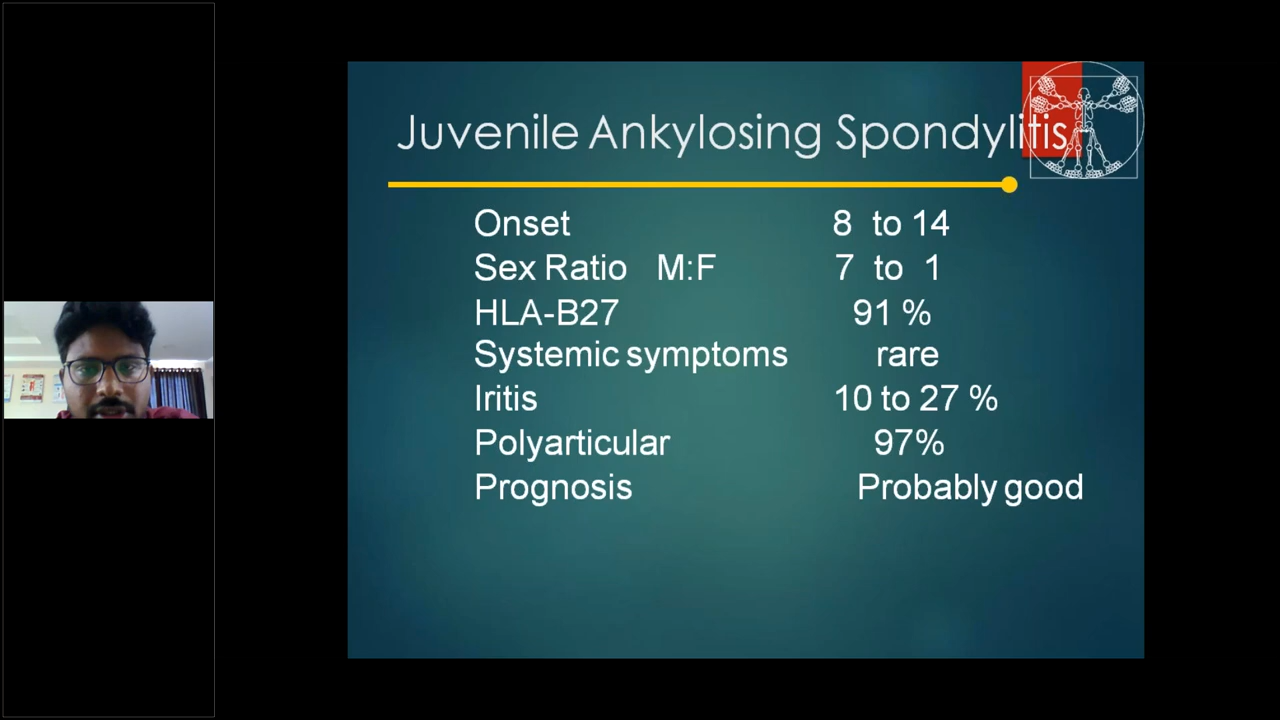 Juvenile Ankylosing Spondylitis
Onset 8 to 14
Sex Ratio M:F 7 to 1
HLA-B27 91 %
Systemic symptoms rare
Iritis 10 to 27 %
Polyarticular 97%
Prognosis Probably good